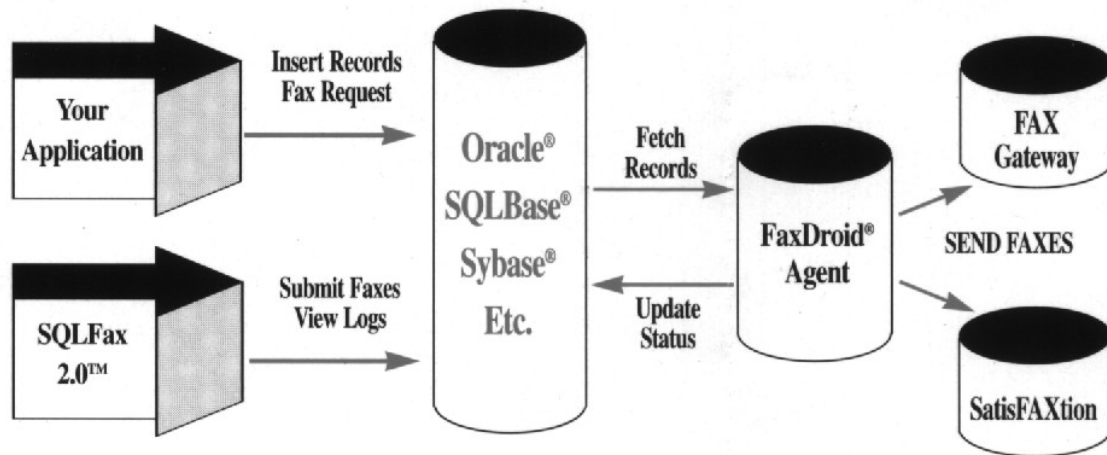 Your
Application
Insert Records
Fax Request
SQLFax
2.0™
Submit Faxes
View Logs
Oracle®
SQLBase®
Sybase®
Etc.
Fetch
Records
Update
Status
FaxDroid®
Agent
FAX
Gateway
SEND FAXES
SatisFAXtion